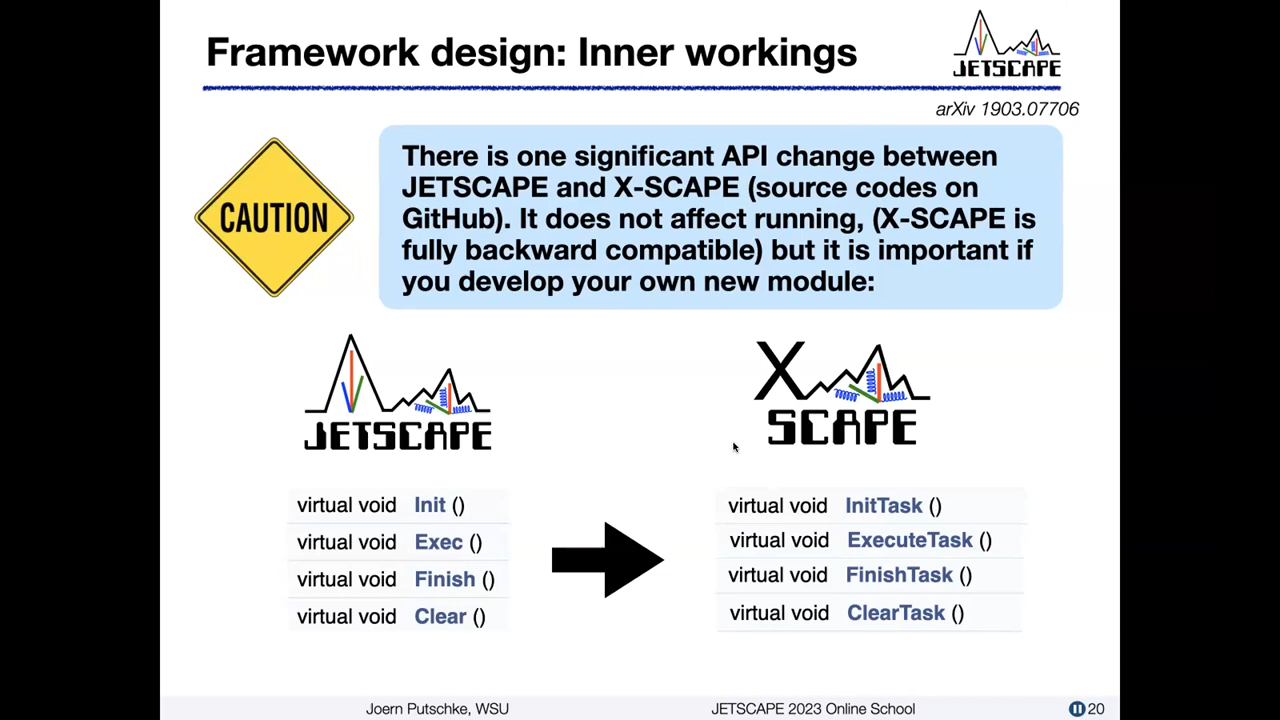 Framework design: Inner workings
JETSCAPE
arXiv 1903.07706
CAUTION
There is one significant API change between
JETSCAPE and X-SCAPE (source codes on
GitHub). It does not affect running, (X-SCAPE is
fully backward compatible) but it is important if
you develop your own new module:
JETSCAPE
X
SCAPE
virtual void Init ()
virtual void Exec ()
virtual void Finish ()
virtual void Clear ()
virtual void InitTask ()
virtual void ExecuteTask ()
virtual void FinishTask ()
virtual void ClearTask ()
Joern Putschke, WSU
JETSCAPE 2023 Online School
20